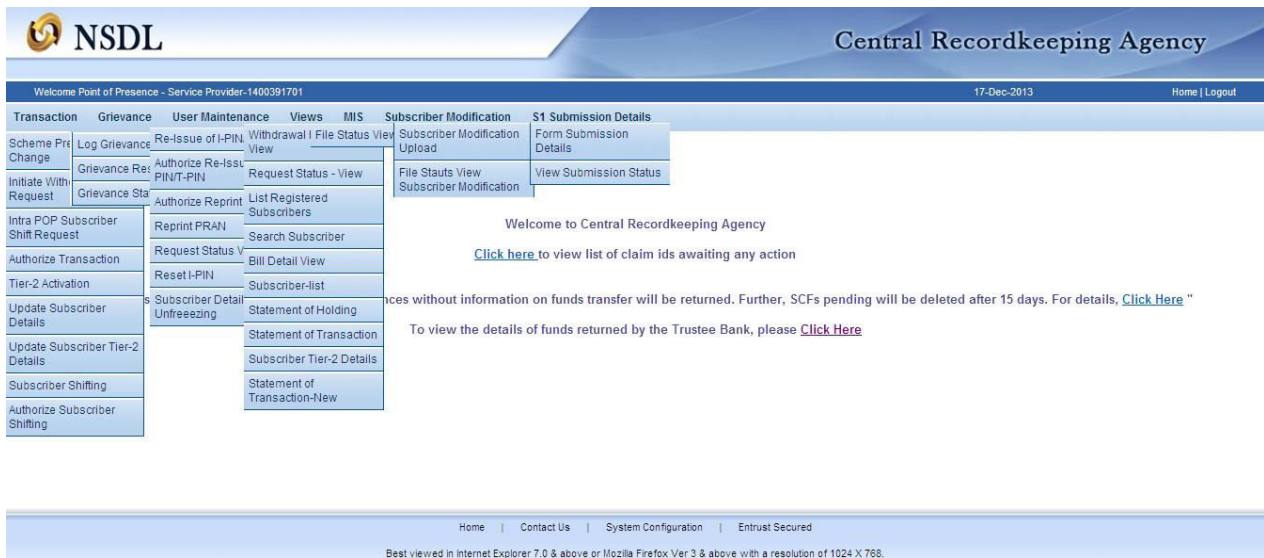 NSDL
Central Recordkeeping Agency
Welcome Point of Presence - Service Provider-1400391701
17-Dec-2013
Home | Logout
Transaction Grievance User Maintenance Views MIS Subscriber Modification S1 Submission Details
Scheme Pre
Change
Initiate With
Request
Intra POP Subscriber
Shift Request
Authorize Transaction
Tier-2 Activation
Update Subscriber
Details
Update Subscriber Tier-2
Details
Subscriber Shifting
Authorize Subscriber
Shifting
Log Grievance
Grievance Res
Grievance Sta
Re-Issue of I-PIN
Authorize Re-Issu
PIN/T-PIN
Authorize Reprint
Reprint PRAN
Request Status V
Reset I-PIN
Subscriber Detail
Unfreeezing
Withdrawal
View
Request Status - View
List Registered
Subscribers
Search Subscriber
Bill Detail View
Subscriber-list
Statement of Holding
Statement of Transaction
Subscriber Tier-2 Details
Statement of
Transaction-New
File Status View
Subscriber Modification
Upload
File Stauts View
Subscriber Modification
Form Submission
Details
View Submission Status
Welcome to Central Recordkeeping Agency
Click here to view list of claim ids awaiting any action
s
nces without information on funds transfer will be returned. Further, SCFs pending will be deleted after 15 days. For details, Click Here "
To view the details of funds returned by the Trustee Bank, please Click Here
Home | Contact Us | System Configuration | Entrust Secured
Best viewed in Internet Explorer 7.0 & above or Mozilla Firefox Ver 3 & above with a resolution of 1024 X 768.